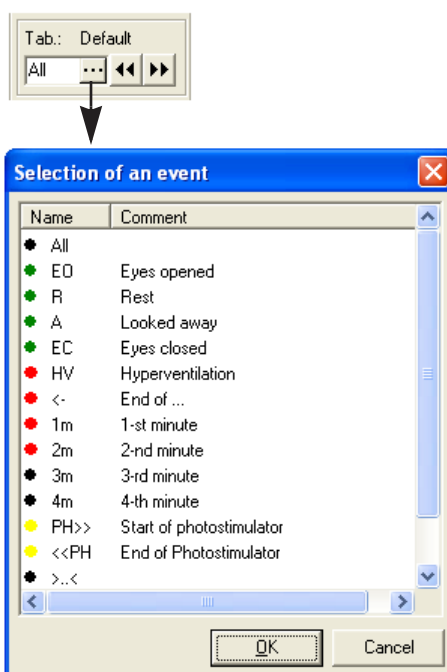 Tab.: Default
All ...
Selection of an event
Name Comment
All
EO Eyes opened
R Rest
A Looked away
EC Eyes closed
HV Hyperventilation
<- End of ...
1m 1-st minute
2m 2-nd minute
3m 3-rd minute
4m 4-th minute
PH>> Start of photostimulator
<<PH End of Photostimulator
>..<
OK Cancel